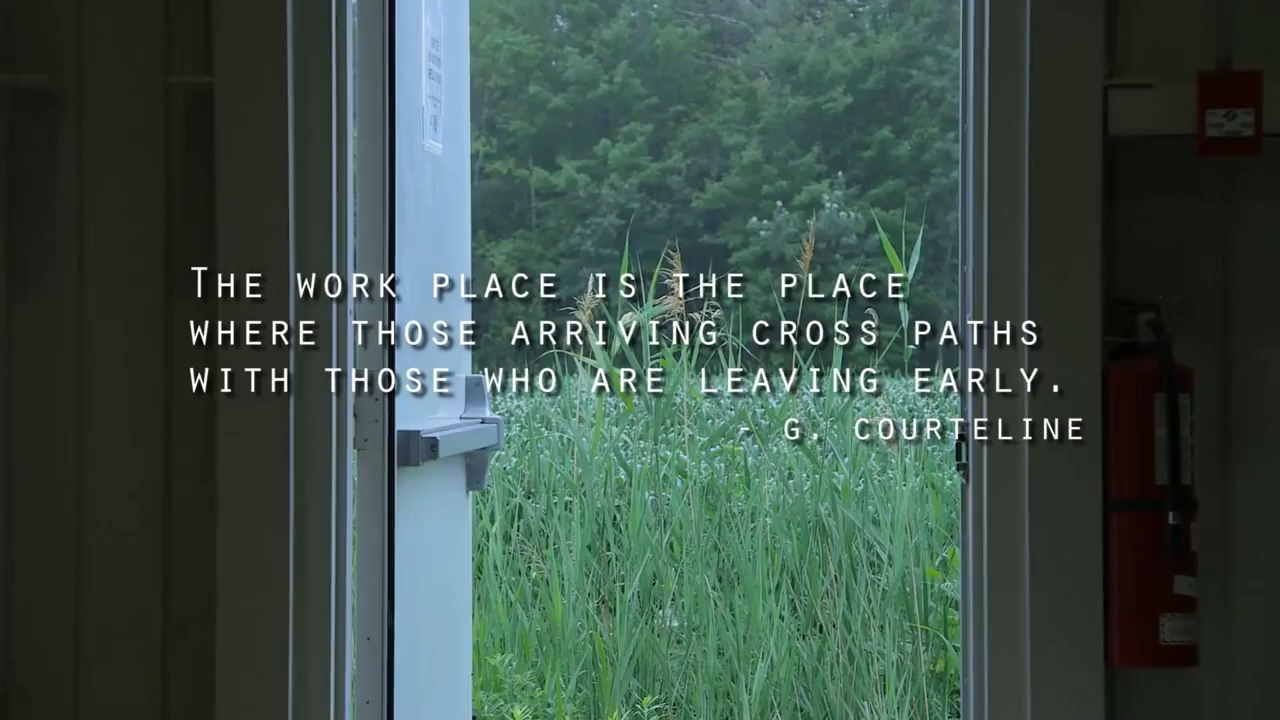 The work place is the place
where those arriving cross paths
with those who are leaving early.
- G. Courteline